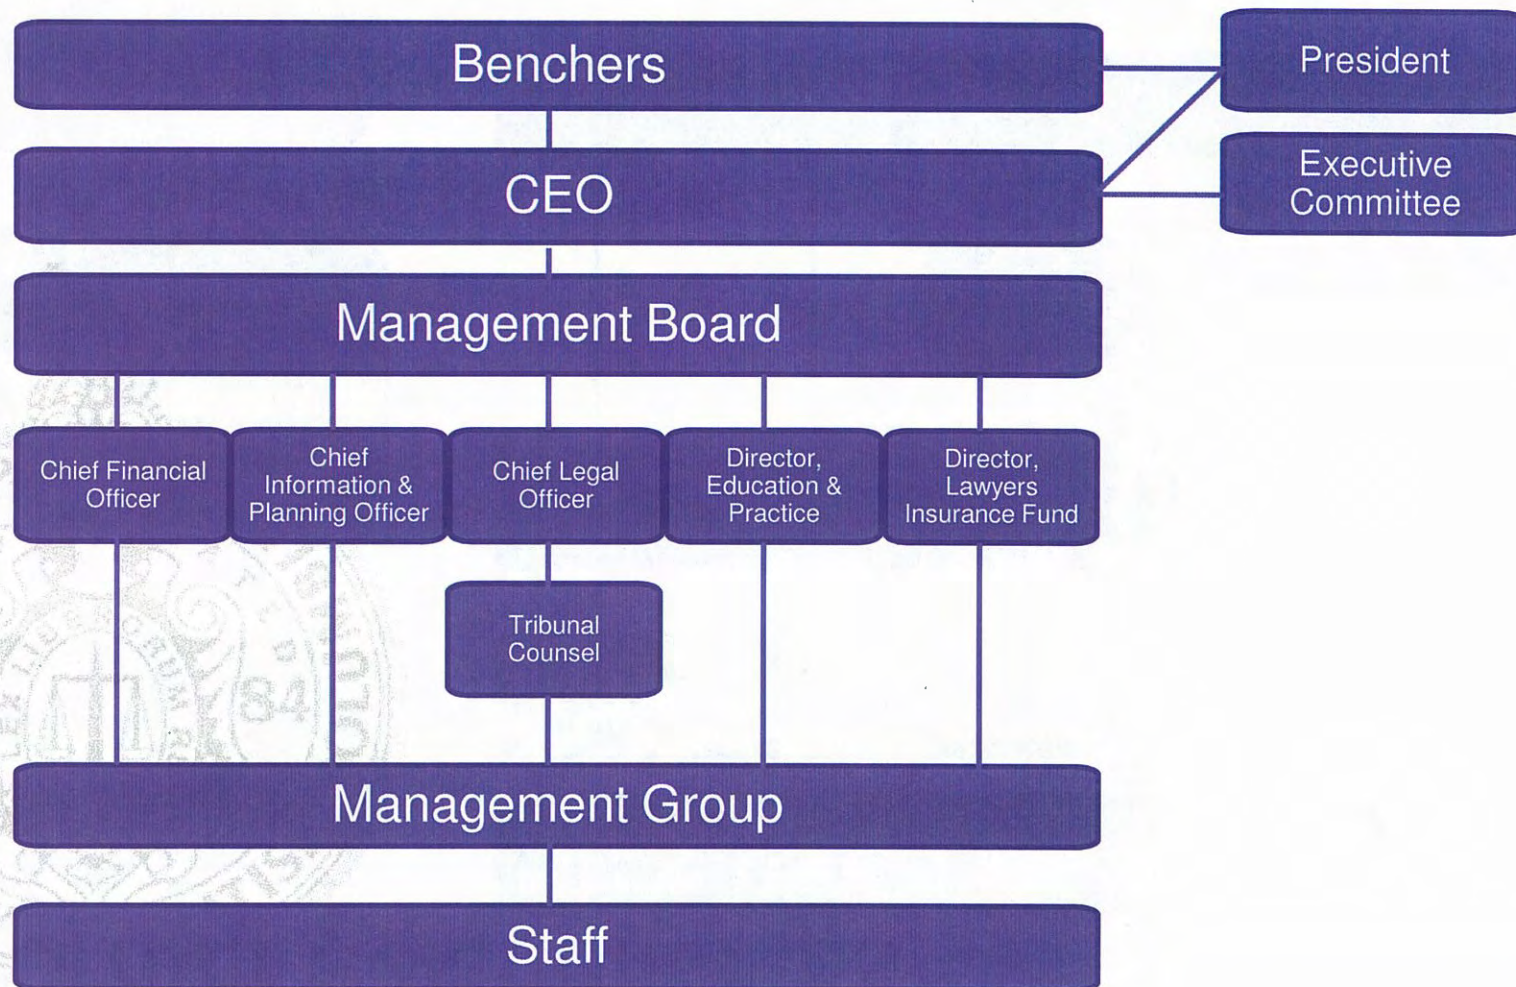 Benchers
President
CEO
Executive
Committee
Management Board
Chief Financial
Officer
Chief
Information &
Planning Officer
Chief Legal
Officer
Director,
Education &
Practice
Director,
Lawyers
Insurance Fund
Tribunal
Counsel
Management Group
Staff